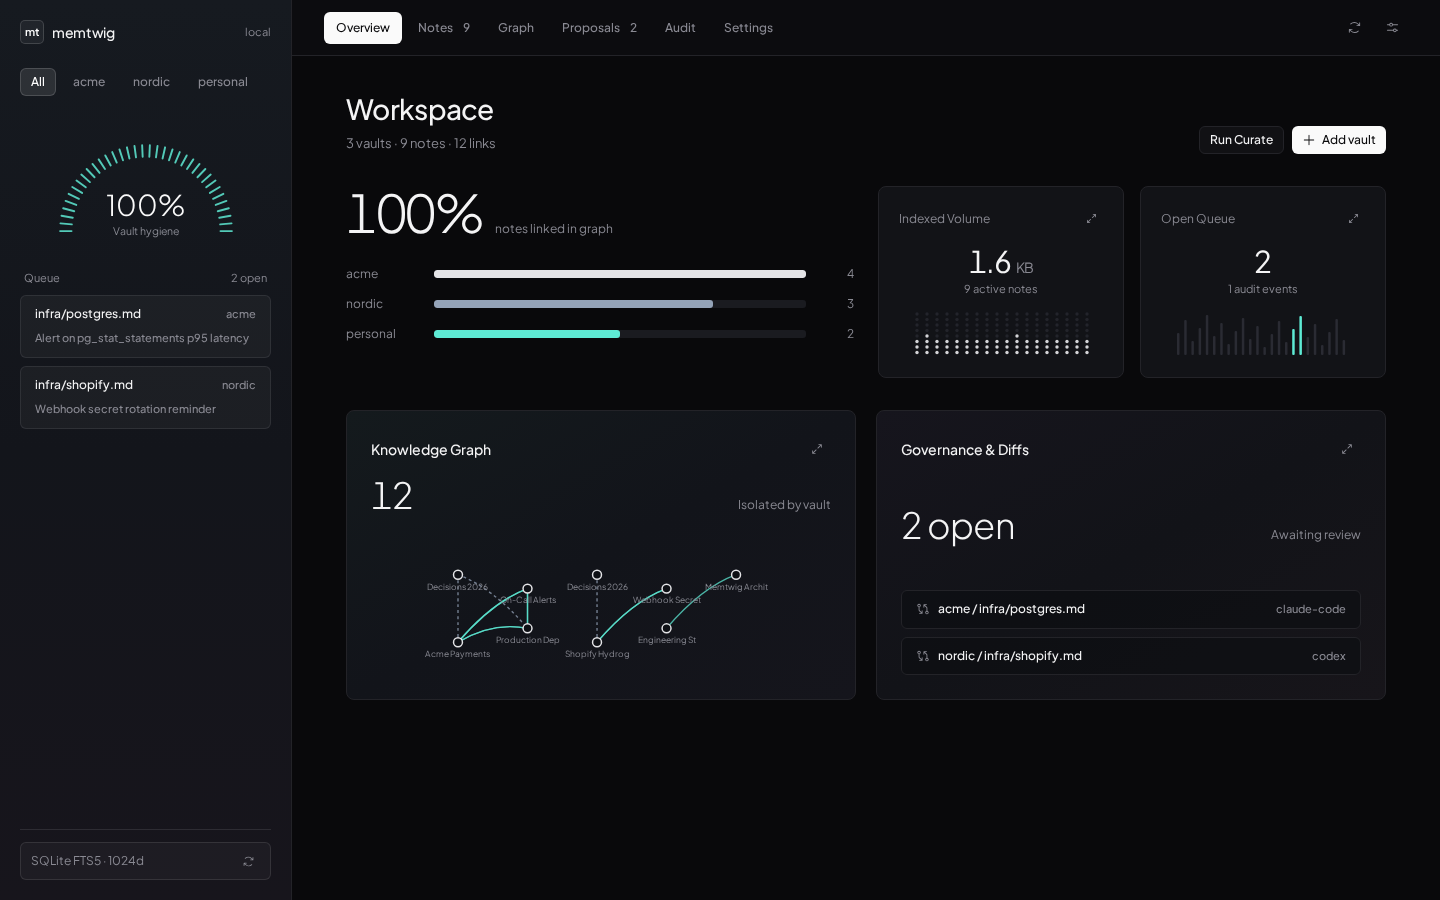 mt memtwig local
All acme nordic personal
100%
Vault hygiene
Queue 2 open
infra/postgres.md acme
Alert on pg_stat_statements p95 latency
infra/shopify.md nordic
Webhook secret rotation reminder
SQLite FTS5 · 1024d
Overview Notes 9 Graph Proposals 2 Audit Settings
Workspace
3 vaults · 9 notes · 12 links
Run Curate Add vault
100% notes linked in graph
acme 4
nordic 3
personal 2
Indexed Volume
1.6 KB
9 active notes
Open Queue
2
1 audit events
Knowledge Graph
12
Isolated by vault
Decisions 2026 Decisions 2026 Memtwig Archit
On-Call Alerts Webhook Secret
Production Dep Engineering St
Acme Payments Shopify Hydrog
Governance & Diffs
2 open
Awaiting review
acme / infra/postgres.md claude-code
nordic / infra/shopify.md codex